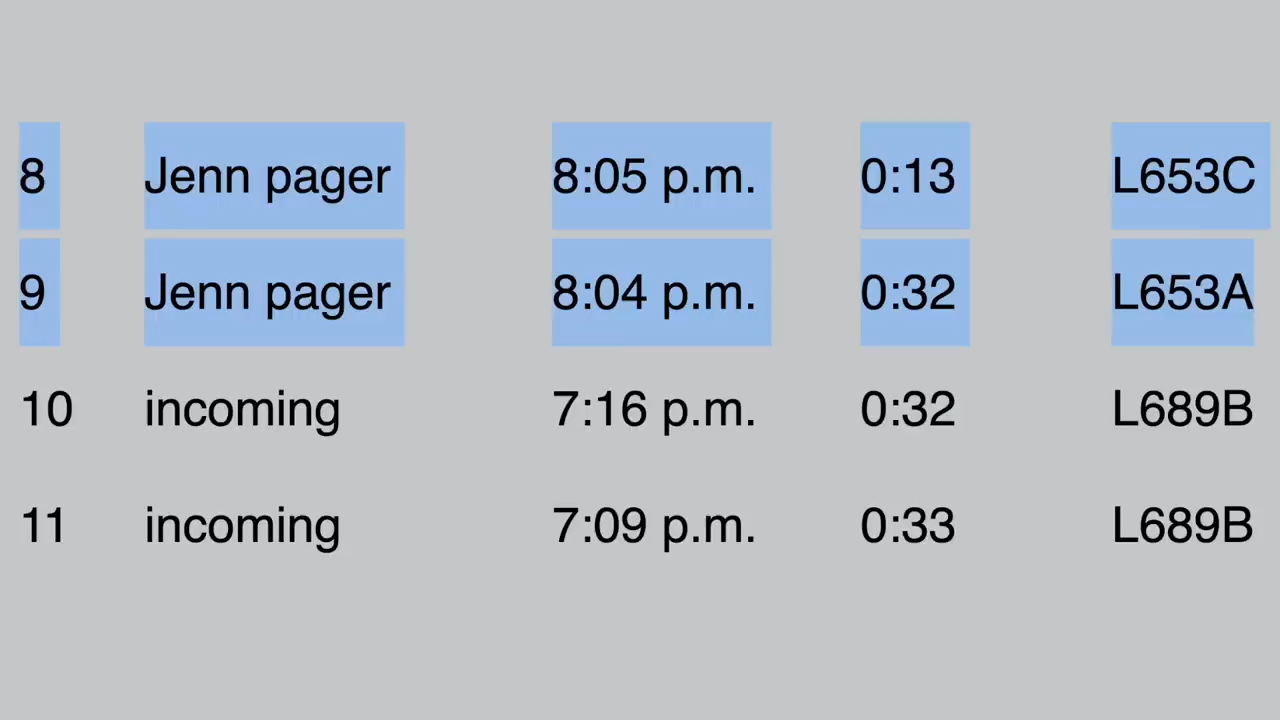 8 Jenn pager 8:05 p.m. 0:13 L653C
9 Jenn pager 8:04 p.m. 0:32 L653A
10 incoming 7:16 p.m. 0:32 L689B
11 incoming 7:09 p.m. 0:33 L689B